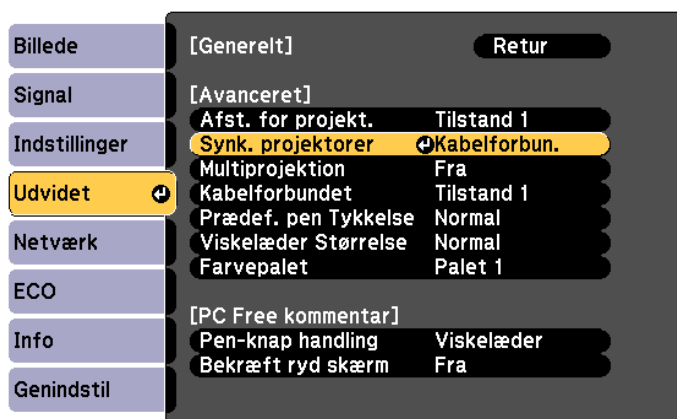 Billede
Signal
Indstillinger
Udvidet
Netværk
ECO
Info
Genindstil
[Generelt] Retur
[Avanceret]
Afst. for projekt. Tilstand 1
Synk. projektorer Kabelforbun.
Multiprojektion Fra
Kabelforbundet Tilstand 1
Prædef. pen Tykkelse Normal
Viskelæder Størrelse Normal
Farvepalet Palet 1
[PC Free kommentar]
Pen-knap handling Viskelæder
Bekræft ryd skærm Fra